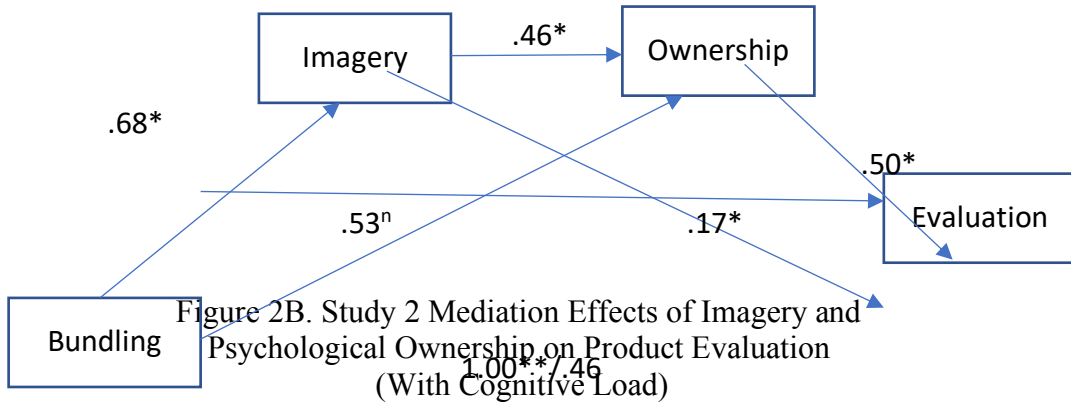 .46*
Ownership
Imagery
.68*
.50*
Evaluation
.53ⁿ
.17*
Figure 2B. Study 2 Mediation Effects of Imagery and
Bundling
Psychological Ownership on Product Evaluation
1.00**/.46
(With Cognitive Load)